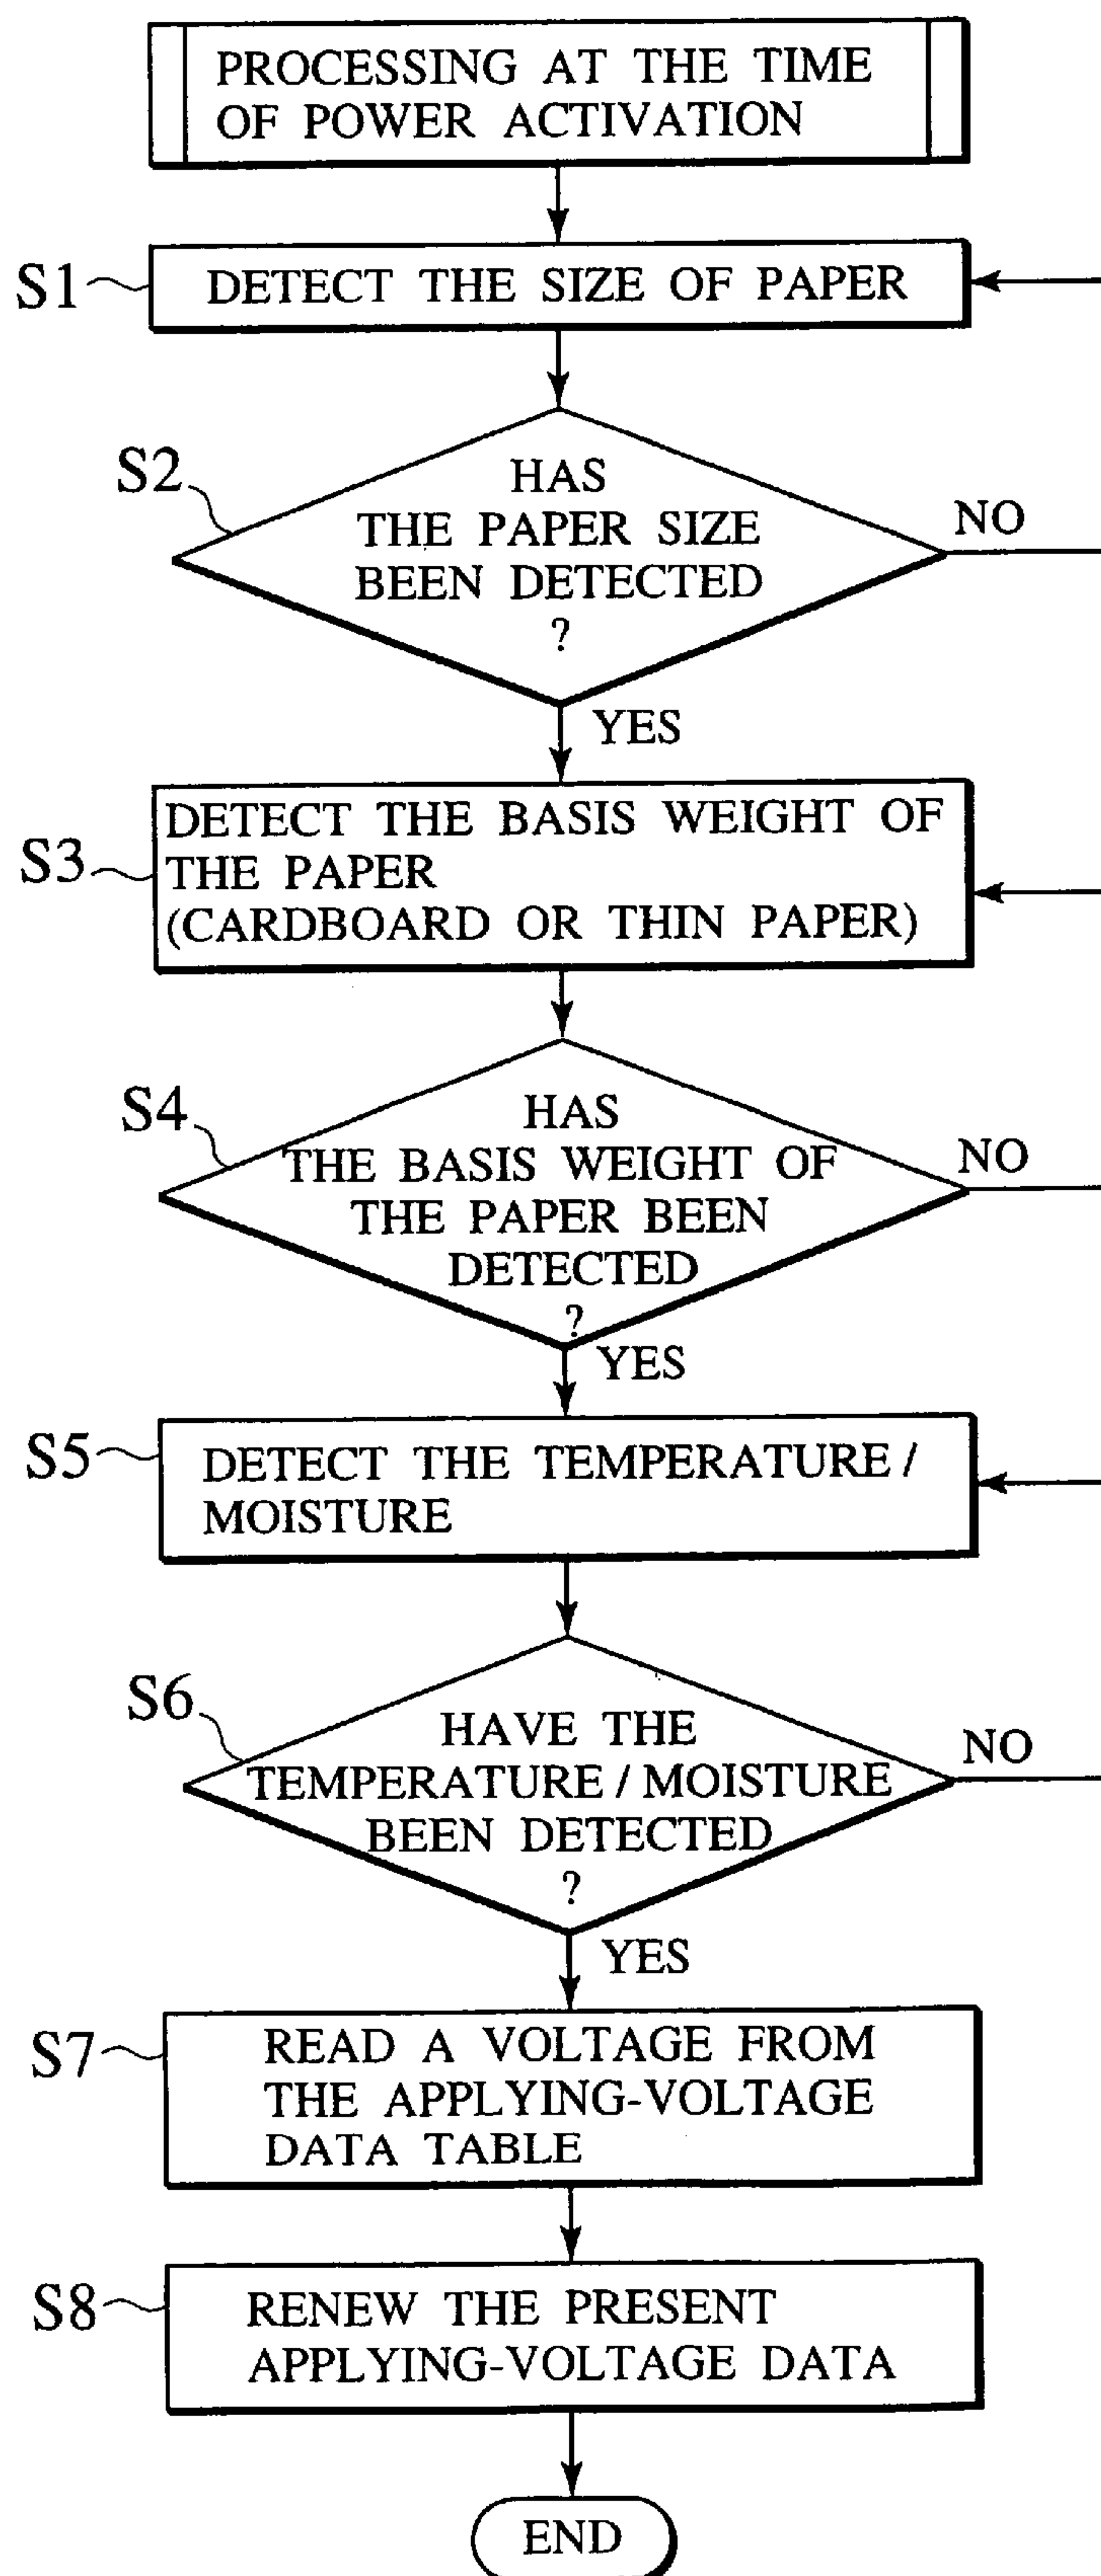 PROCESSING AT THE TIME
OF POWER ACTIVATION
S1
DETECT THE SIZE OF PAPER
S2
HAS
THE PAPER SIZE
BEEN DETECTED
?
NO
YES
S3
DETECT THE BASIS WEIGHT OF
THE PAPER
(CARDBOARD OR THIN PAPER)
S4
HAS
THE BASIS WEIGHT OF
THE PAPER BEEN
DETECTED
?
NO
YES
S5
DETECT THE TEMPERATURE /
MOISTURE
S6
HAVE THE
TEMPERATURE / MOISTURE
BEEN DETECTED
?
NO
YES
S7
READ A VOLTAGE FROM
THE APPLYING-VOLTAGE
DATA TABLE
S8
RENEW THE PRESENT
APPLYING-VOLTAGE DATA
END